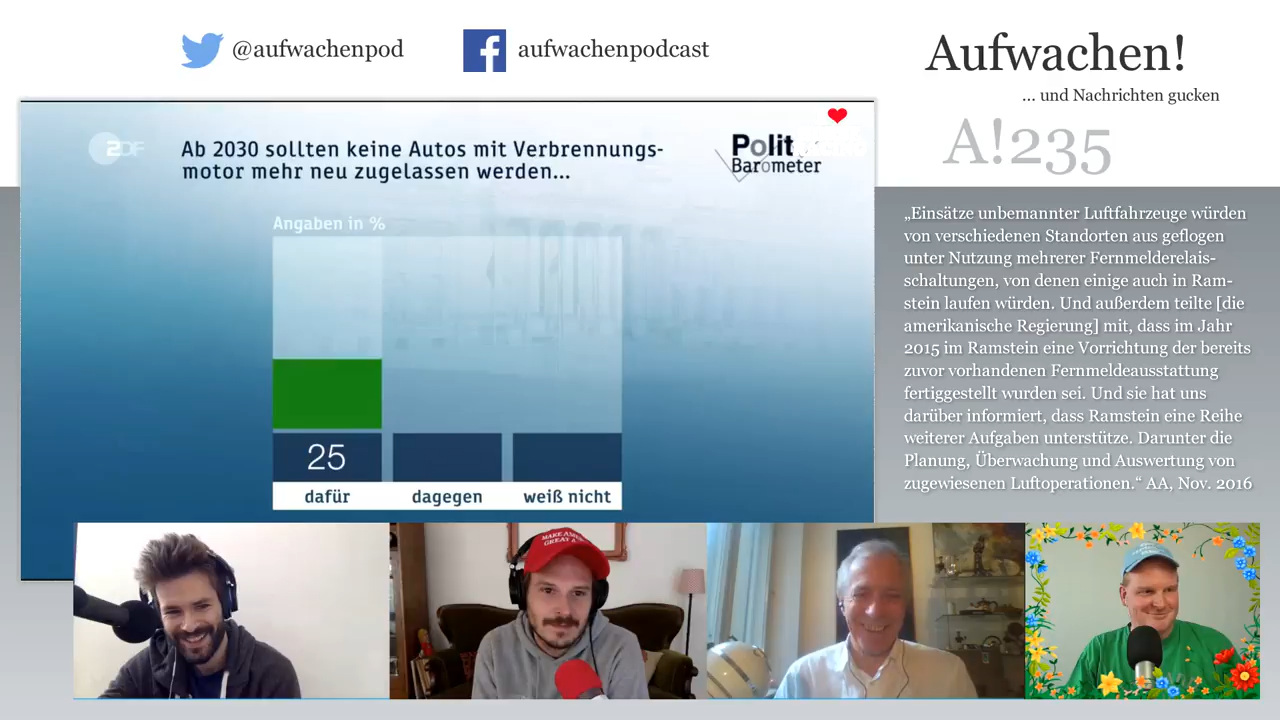 @aufwachenpod
aufwachenpodcast
Aufwachen!
... und Nachrichten gucken
A!235
ZDF
Ab 2030 sollten keine Autos mit Verbrennungs-
motor mehr neu zugelassen werden...
Polit
Barometer
Angaben in %
25
dafür
dagegen
weiß nicht
„Einsätze unbemannter Luftfahrzeuge würden
von verschiedenen Standorten aus geflogen
unter Nutzung mehrerer Fernmelderelais-
schaltungen, von denen einige auch in Ram-
stein laufen würden. Und außerdem teilte [die
amerikanische Regierung] mit, dass im Jahr
2015 im Ramstein eine Vorrichtung der bereits
zuvor vorhandenen Fernmeldeausstattung
fertiggestellt wurden sei. Und sie hat uns
darüber informiert, dass Ramstein eine Reihe
weiterer Aufgaben unterstütze. Darunter die
Planung, Überwachung und Auswertung von
zugewiesenen Luftoperationen.“ AA, Nov. 2016
MAKE AMERICA
GREAT